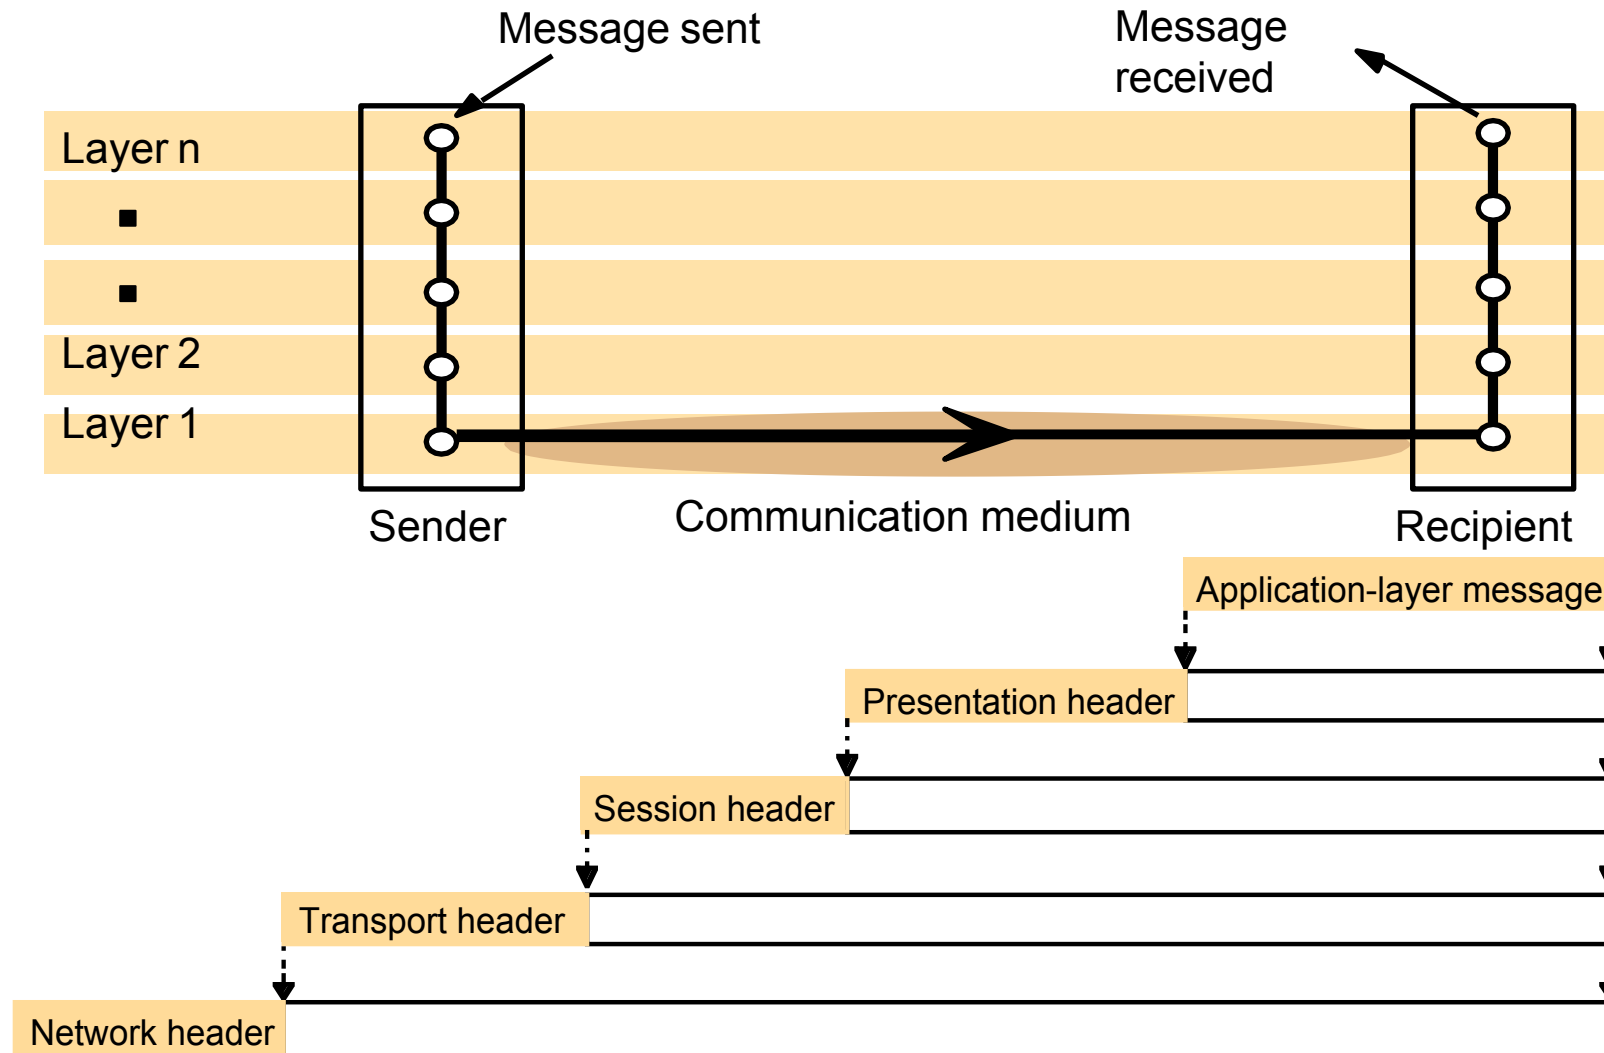 Message sent
Message
received
Layer n
Layer 2
Layer 1
Sender
Communication medium
Recipient
Application-layer message
Presentation header
Session header
Transport header
Network header